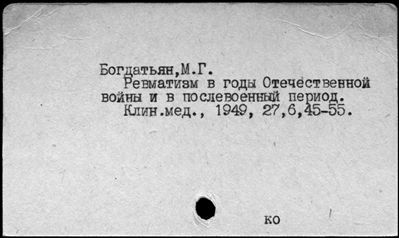 Богдатьян,М.Г.
Ревматизм в годы Отечественной
войны и в послевоенный период.
Клин.мед., 1949, 27,6,45-55.
ко